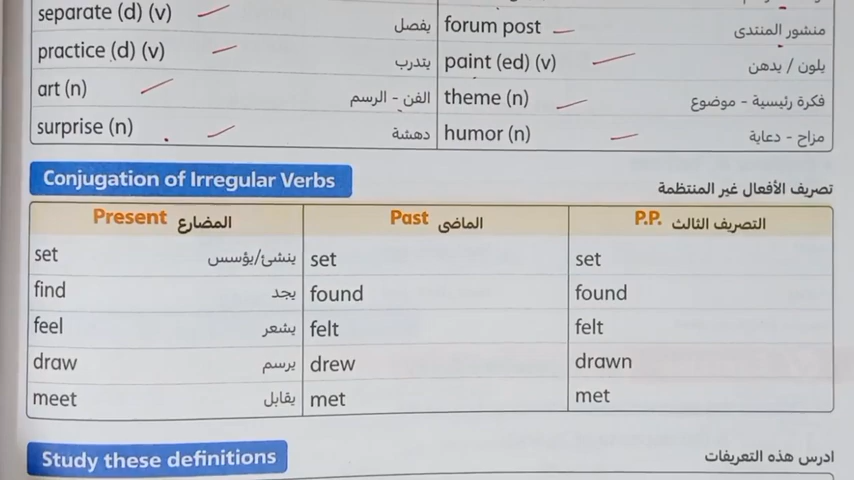 separate (d) (v) يفصل forum post منشور المنتدى
practice (d) (v) يتدرب paint (ed) (v) يلون / يدهن
art (n) الفن - الرسم theme (n) فكرة رئيسية - موضوع
surprise (n) دهشة humor (n) مزاح - دعابة
Conjugation of Irregular Verbs تصريف الأفعال غير المنتظمة
Present المضارع Past الماضى P.P. التصريف الثالث
set ينشئ/يؤسس set set
find يجد found found
feel يشعر felt felt
draw يرسم drew drawn
meet يقابل met met
Study these definitions ادرس هذه التعريفات